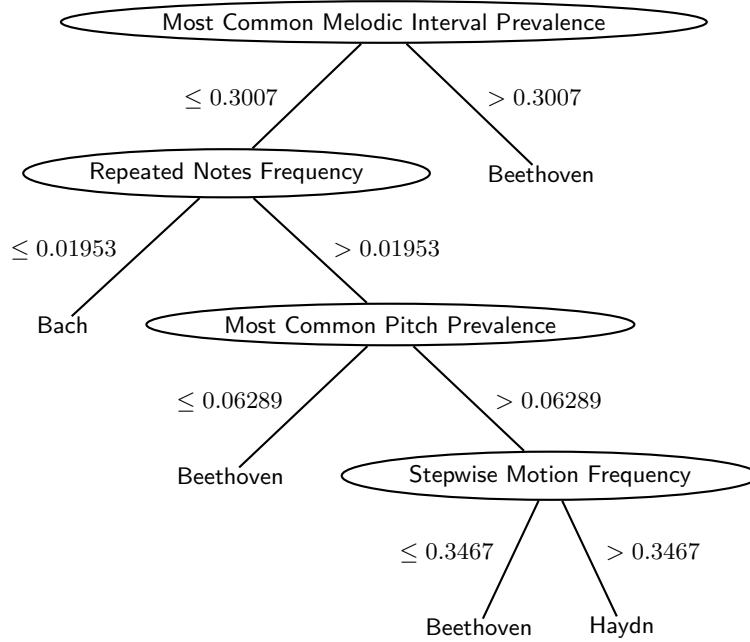 Most Common Melodic Interval Prevalence
≤ 0.3007
> 0.3007
Repeated Notes Frequency
Beethoven
≤ 0.01953
> 0.01953
Bach
Most Common Pitch Prevalence
≤ 0.06289
> 0.06289
Beethoven
Stepwise Motion Frequency
≤ 0.3467
> 0.3467
Beethoven
Haydn